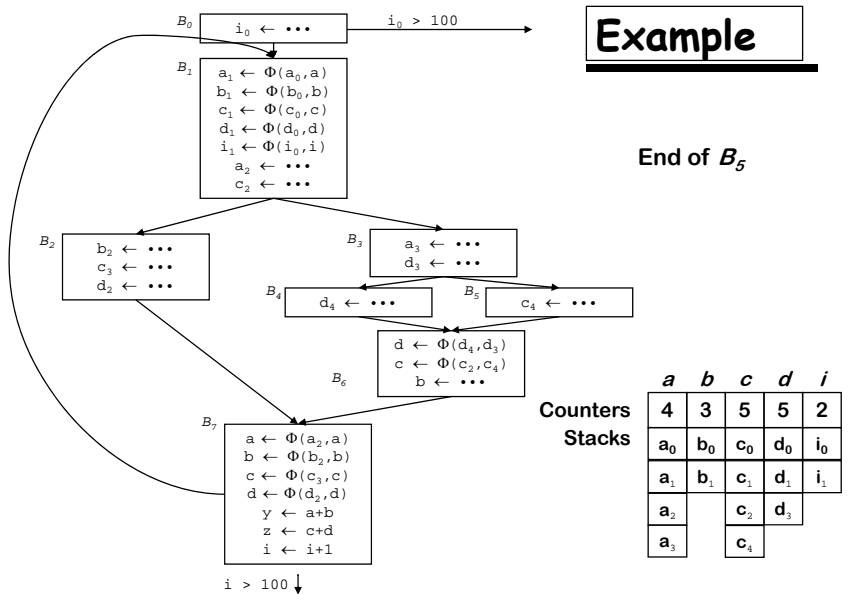 B₀
i₀ ← •••
i₀ > 100
Example
B₁
a₁ ← Φ(a₀,a)
b₁ ← Φ(b₀,b)
c₁ ← Φ(c₀,c)
d₁ ← Φ(d₀,d)
i₁ ← Φ(i₀,i)
a₂ ← •••
c₂ ← •••
End of B₅
B₂
b₂ ← •••
c₃ ← •••
d₂ ← •••
B₃
a₃ ← •••
d₃ ← •••
B₄
d₄ ← •••
B₅
c₄ ← •••
B₆
d ← Φ(d₄,d₃)
c ← Φ(c₂,c₄)
b ← •••
B₇
a ← Φ(a₂,a)
b ← Φ(b₂,b)
c ← Φ(c₃,c)
d ← Φ(d₂,d)
y ← a+b
z ← c+d
i ← i+1
i > 100
a b c d i
Counters 4 3 5 5 2
Stacks a₀ b₀ c₀ d₀ i₀
a₁ b₁ c₁ d₁ i₁
a₂ c₂ d₃
a₃ c₄